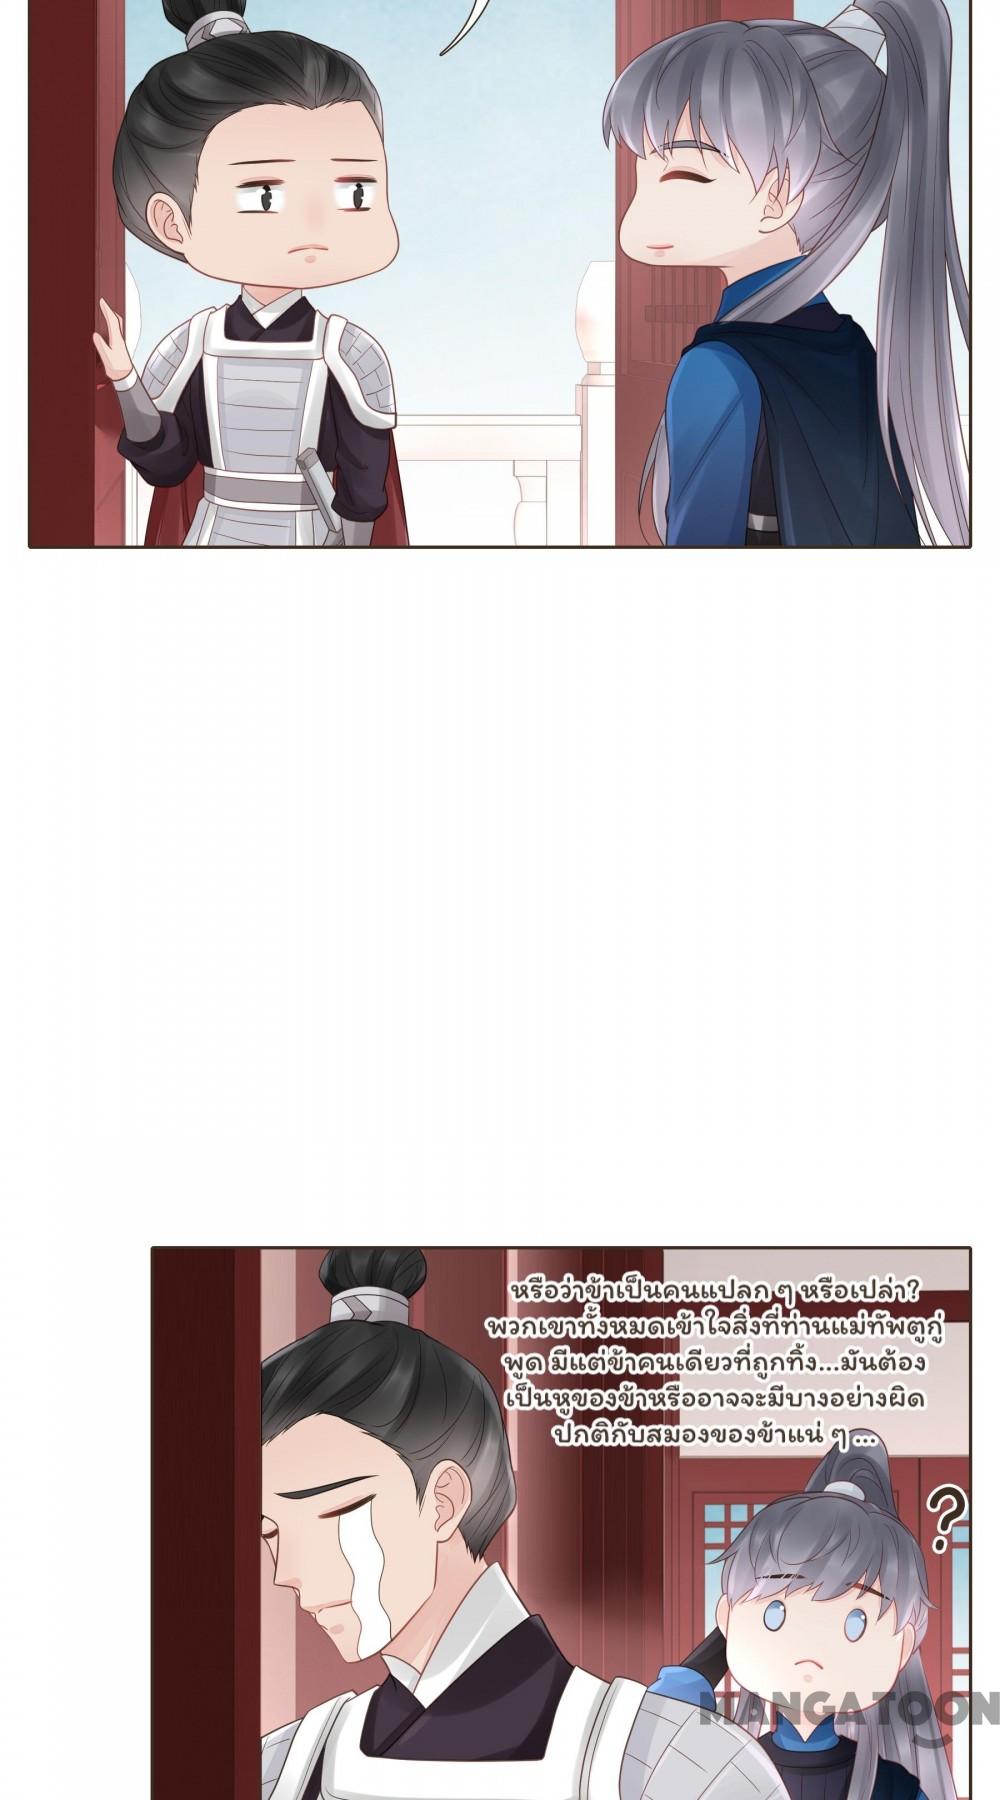 หรือว่าข้าเป็นคนแปลก ๆ หรือเปล่า?
พวกเขาทั้งหมดเข้าใจสิ่งที่ท่านแม่ทัพตูกู่
พูด มีแต่ข้าคนเดียวที่ถูกทิ้ง...มันต้อง
เป็นหูของข้าหรืออาจจะมีบางอย่างผิด
ปกติกับสมองของข้าแน่ ๆ ...
?
MANGATOON